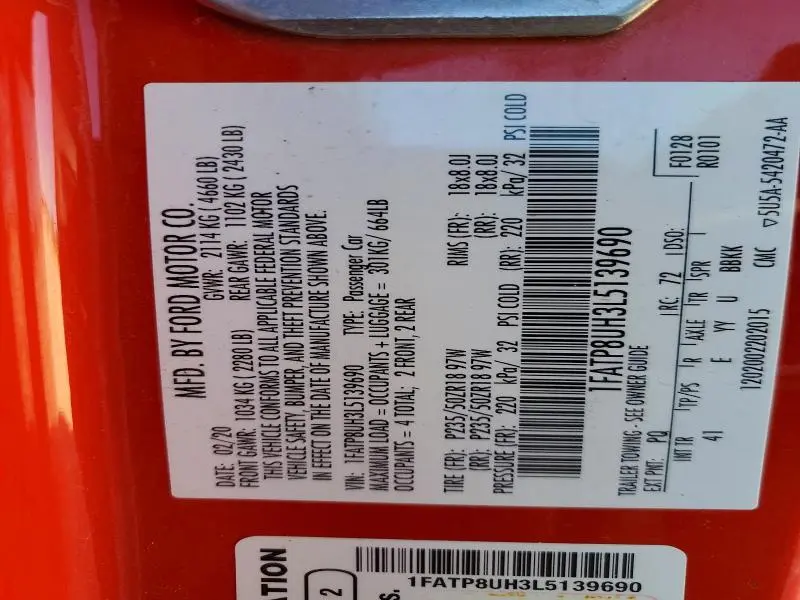 MFD. BY FORD MOTOR CO.
DATE: 02/20 GVWR: 2114 KG ( 4660 LB)
FRONT GAWR: 1034 KG ( 2280 LB) REAR GAWR: 1102 KG ( 2430 LB)
THIS VEHICLE CONFORMS TO ALL APPLICABLE FEDERAL MOTOR
VEHICLE SAFETY, BUMPER, AND THEFT PREVENTION STANDARDS
IN EFFECT ON THE DATE OF MANUFACTURE SHOWN ABOVE.
VIN: 1FATP8UH3L5139690 TYPE: Passenger Car
MAXIMUM LOAD = OCCUPANTS + LUGGAGE = 301KG/ 664LB
OCCUPANTS = 4 TOTAL; 2 FRONT, 2 REAR
TIRE (FR): P235/50ZR18 97W RIMS (FR): 18x8.0J
(RR): P235/50ZR18 97W (RR): 18x8.0J
PRESSURE (FR): 220 kPa/ 32 PSI COLD (RR): 220 kPa/ 32 PSI COLD
1FATP8UH3L5139690
TRAILER TOWING - SEE OWNER GUIDE F0128
EXT PNT: PQ RC: 72 DSO: R0101
INT TR TP/PS R AXLE TR SPR
41 E YY U BBKK
120200220201​5 CMC ▽5U5A-5420472-AA
ATION
2
S.
1FATP8UH3L5139690